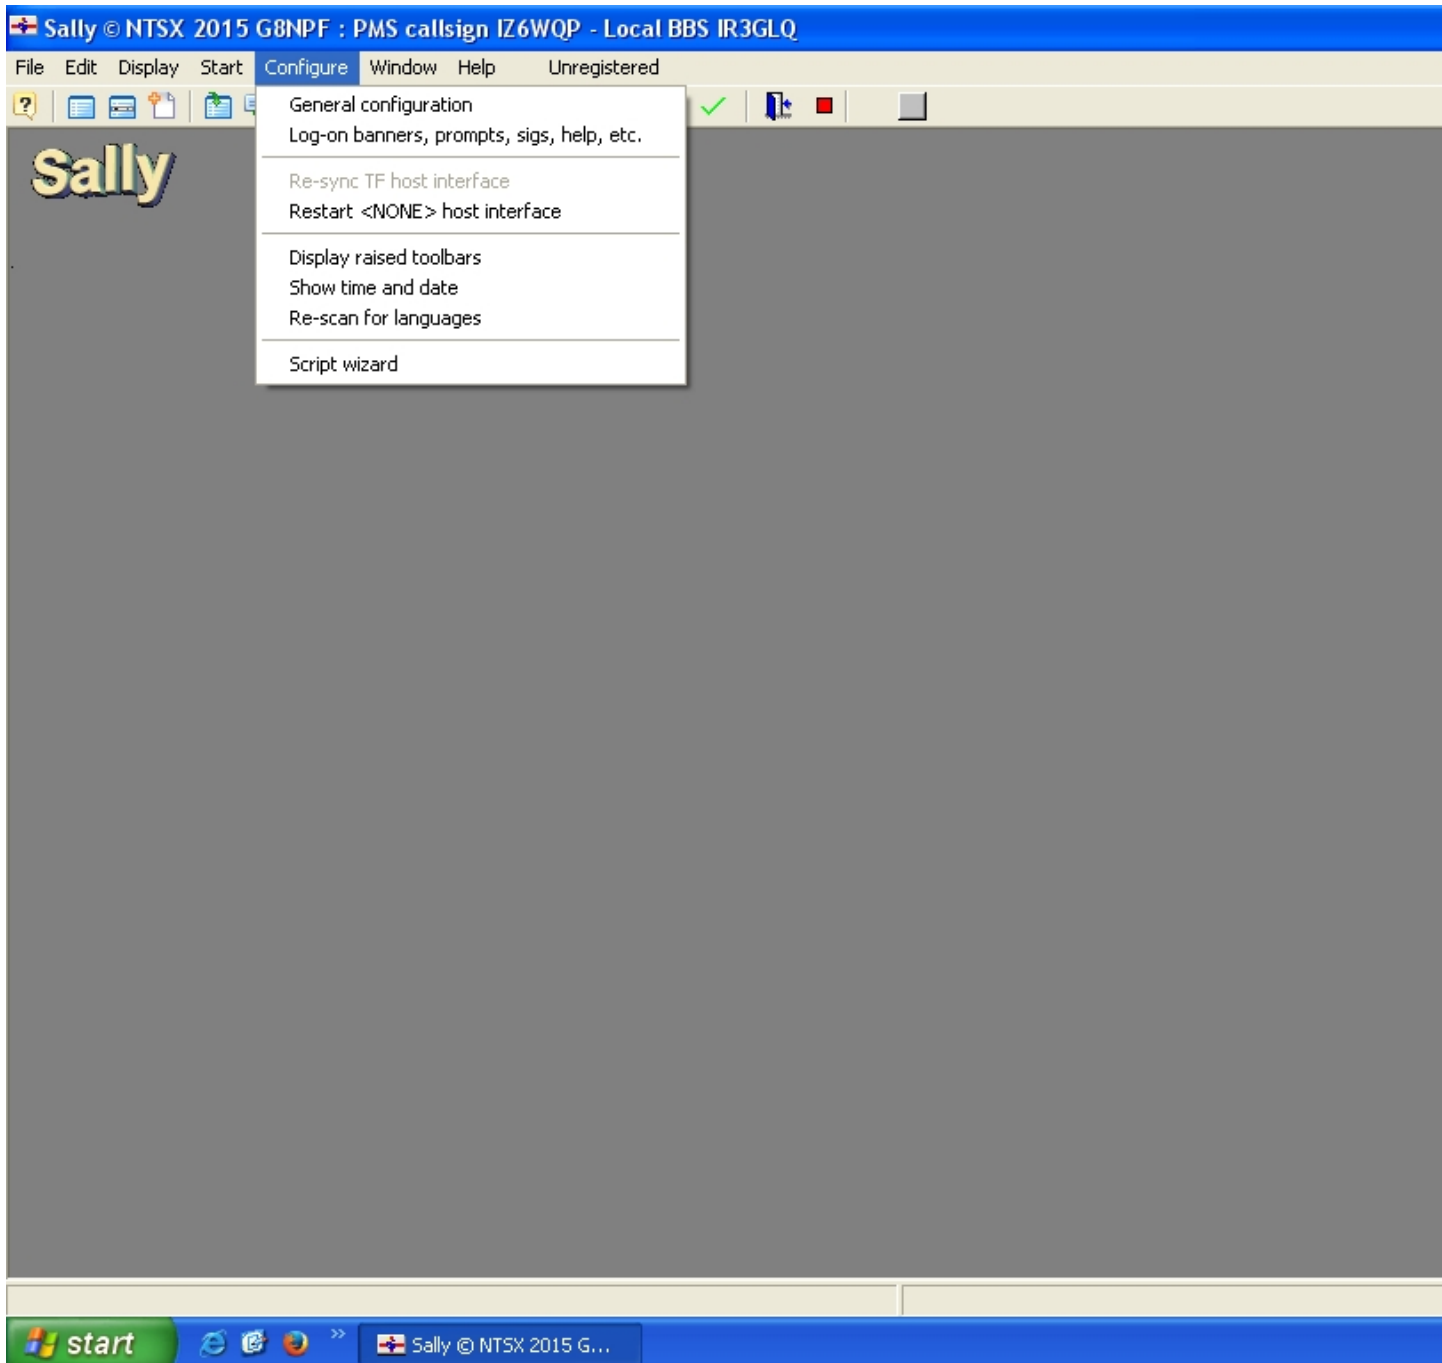 Sally © NTSX 2015 G8NPF : PMS callsign IZ6WQP - Local BBS IR3GLQ
File Edit Display Start Configure Window Help Unregistered
General configuration
Log-on banners, prompts, sigs, help, etc.
Re-sync TF host interface
Restart <NONE> host interface
Display raised toolbars
Show time and date
Re-scan for languages
Script wizard
Sally
start
Sally © NTSX 2015 G...